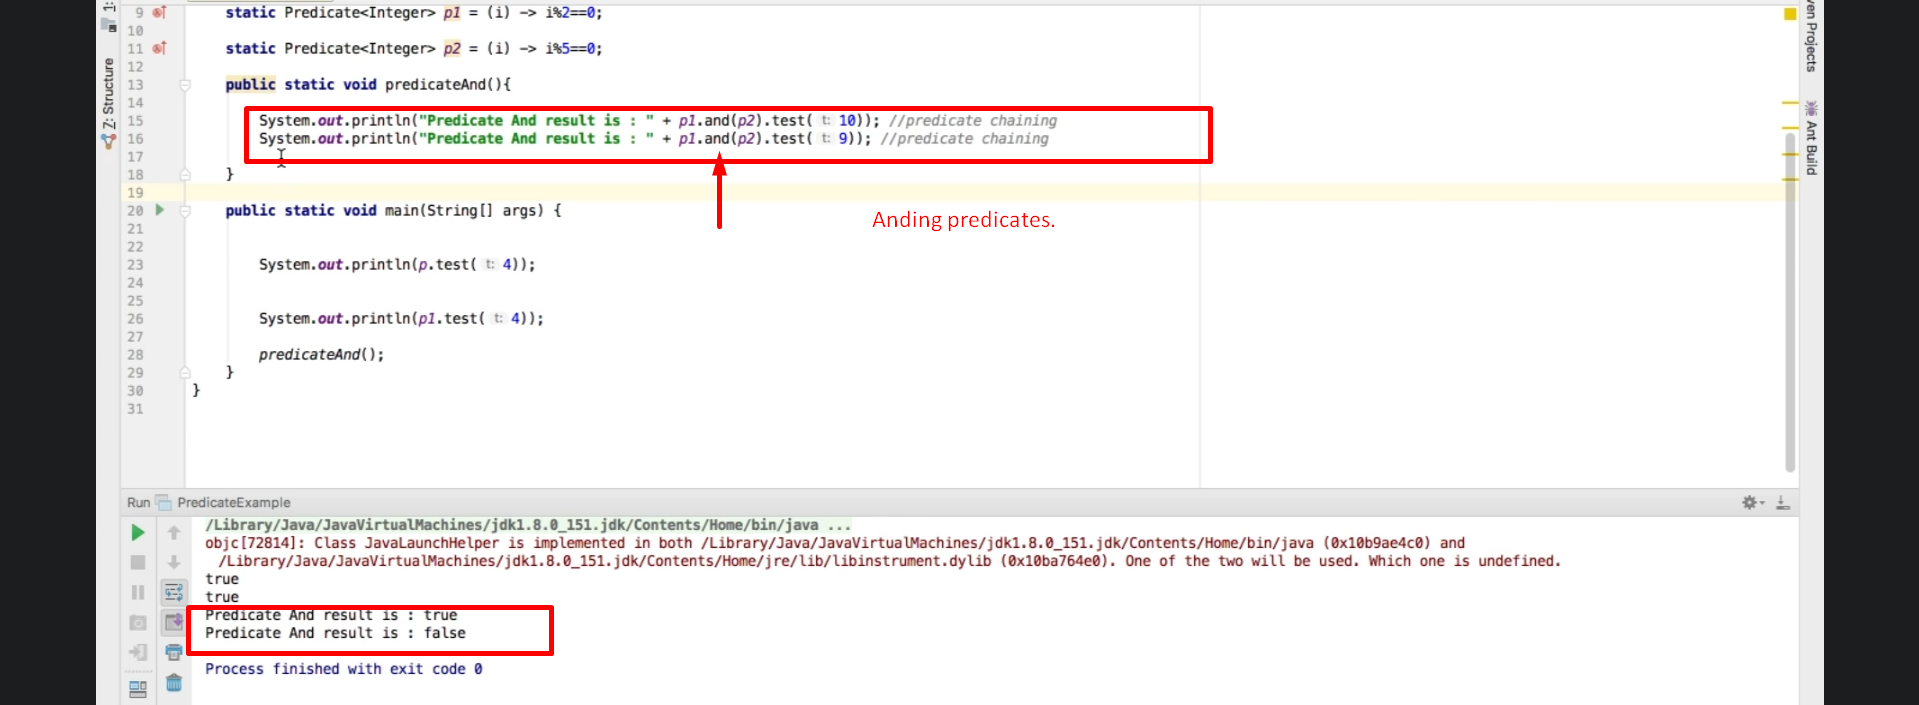 1:
ven Projects
Z: Structure
Ant Build
9 static Predicate<Integer> p1 = (i) -> i%2==0;
10
11 static Predicate<Integer> p2 = (i) -> i%5==0;
12
13 public static void predicateAnd(){
14
15 System.out.println("Predicate And result is : " + p1.and(p2).test( t: 10)); //predicate chaining
16 System.out.println("Predicate And result is : " + p1.and(p2).test( t: 9)); //predicate chaining
17
18 }
19
20 public static void main(String[] args) {
Anding predicates.
21
22
23 System.out.println(p.test( t: 4));
24
25
26 System.out.println(p1.test( t: 4));
27
28 predicateAnd();
29 }
30 }
31
Run PredicateExample
/Library/Java/JavaVirtualMachines/jdk1.8.0_151.jdk/Contents/Home/bin/java ...
objc[72814]: Class JavaLaunchHelper is implemented in both /Library/Java/JavaVirtualMachines/jdk1.8.0_151.jdk/Contents/Home/bin/java (0x10b9ae4c0) and
/Library/Java/JavaVirtualMachines/jdk1.8.0_151.jdk/Contents/Home/jre/lib/libinstrument.dylib (0x10ba764e0). One of the two will be used. Which one is undefined.
true
true
Predicate And result is : true
Predicate And result is : false
Process finished with exit code 0